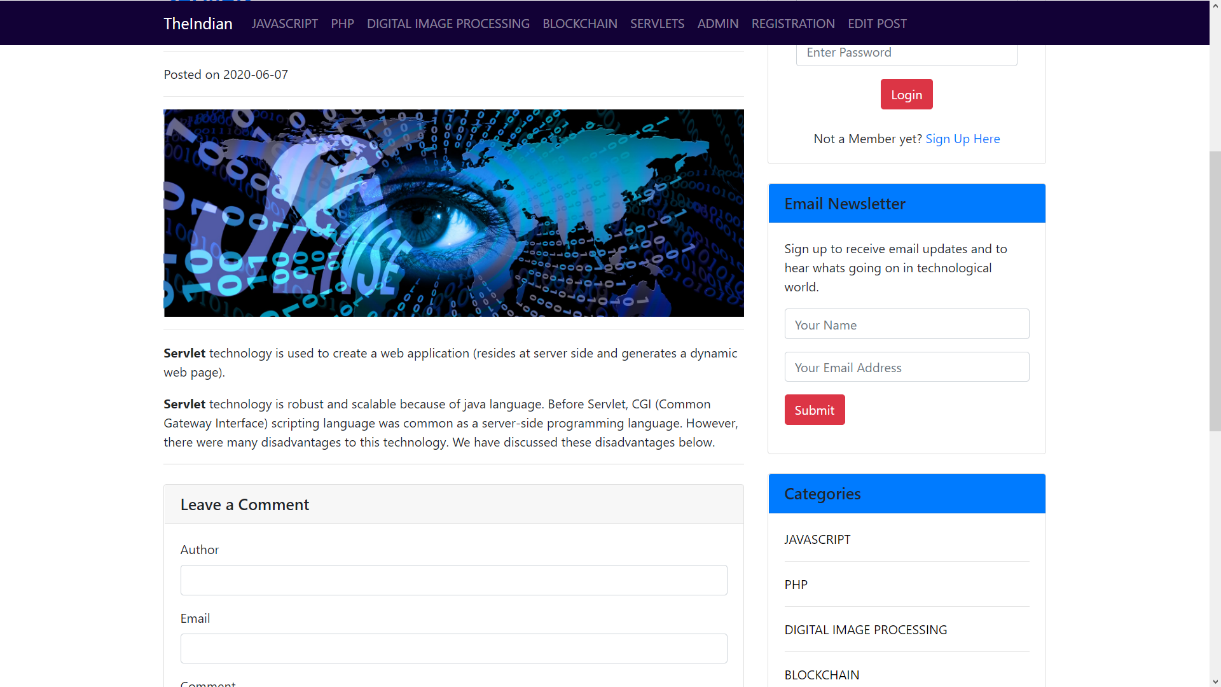 TheIndian JAVASCRIPT PHP DIGITAL IMAGE PROCESSING BLOCKCHAIN SERVLETS ADMIN REGISTRATION EDIT POST
Posted on 2020-06-07
Servlet technology is used to create a web application (resides at server side and generates a dynamic
web page).
Servlet technology is robust and scalable because of java language. Before Servlet, CGI (Common
Gateway Interface) scripting language was common as a server-side programming language. However,
there were many disadvantages to this technology. We have discussed these disadvantages below.
Leave a Comment
Author
Email
Comment
Enter Password
Login
Not a Member yet? Sign Up Here
Email Newsletter
Sign up to receive email updates and to
hear whats going on in technological
world.
Your Name
Your Email Address
Submit
Categories
JAVASCRIPT
PHP
DIGITAL IMAGE PROCESSING
BLOCKCHAIN